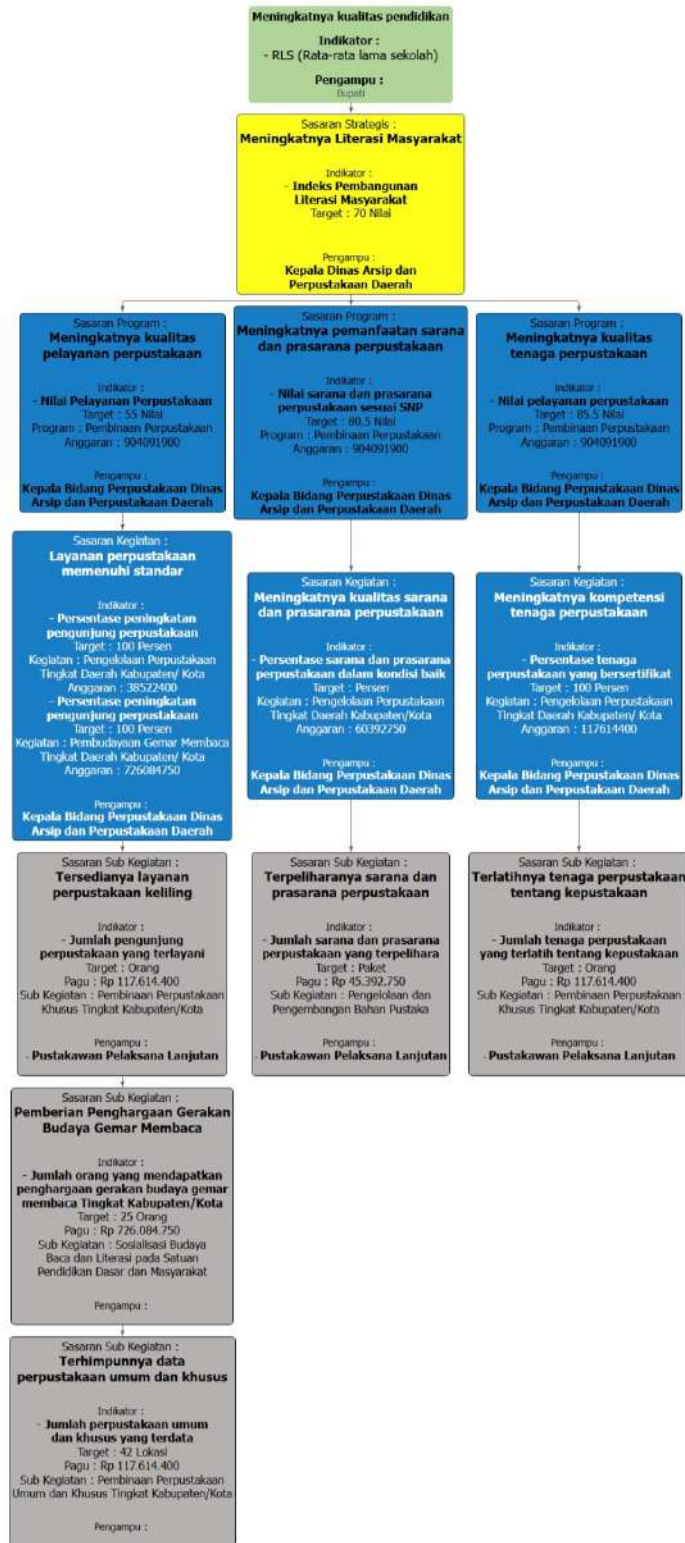 Meningkatnya kualitas pendidikan
Indikator :
- RLS (Rata-rata lama sekolah)
Pengampu :
Bupati
Sasaran Strategis :
Meningkatnya Literasi Masyarakat
Indikator :
- Indeks Pembangunan
Literasi Masyarakat
Target : 70 Nilai
Pengampu :
Kepala Dinas Arsip dan
Perpustakaan Daerah
Sasaran Program :
Meningkatnya kualitas
pelayanan perpustakaan
Indikator :
- Nilai Pelayanan Perpustakaan
Target : 55 Nilai
Program : Pembinaan Perpustakaan
Anggaran : 904091900
Pengampu :
Kepala Bidang Perpustakaan Dinas
Arsip dan Perpustakaan Daerah
Sasaran Program :
Meningkatnya pemanfaatan sarana
dan prasarana perpustakaan
Indikator :
- Nilai sarana dan prasarana
perpustakaan sesuai SNP
Target : 80.5 Nilai
Program : Pembinaan Perpustakaan
Anggaran : 904091900
Pengampu :
Kepala Bidang Perpustakaan Dinas
Arsip dan Perpustakaan Daerah
Sasaran Program :
Meningkatnya kualitas
tenaga perpustakaan
Indikator :
- Nilai pelayanan perpustakaan
Target : 85.5 Nilai
Program : Pembinaan Perpustakaan
Anggaran : 904091900
Pengampu :
Kepala Bidang Perpustakaan Dinas
Arsip dan Perpustakaan Daerah
Sasaran Kegiatan :
Layanan perpustakaan
memenuhi standar
Indikator :
- Persentase peningkatan
pengunjung perpustakaan
Target : 100 Persen
Kegiatan : Pengelolaan Perpustakaan
Tingkat Daerah Kabupaten/ Kota
Anggaran : 38522400
- Persentase peningkatan
pengunjung perpustakaan
Target : 100 Persen
Kegiatan : Pembudayaan Gemar Membaca
Tingkat Daerah Kabupaten/ Kota
Anggaran : 726084750
Pengampu :
Kepala Bidang Perpustakaan Dinas
Arsip dan Perpustakaan Daerah
Sasaran Kegiatan :
Meningkatnya kualitas sarana
dan prasarana perpustakaan
Indikator :
- Persentase sarana dan prasarana
perpustakaan dalam kondisi baik
Target : Persen
Kegiatan : Pengelolaan Perpustakaan
Tingkat Daerah Kabupaten/Kota
Anggaran : 60392750
Pengampu :
Kepala Bidang Perpustakaan Dinas
Arsip dan Perpustakaan Daerah
Sasaran Kegiatan :
Meningkatnya kompetensi
tenaga perpustakaan
Indikator :
- Persentase tenaga
perpustakaan yang bersertifikat
Target : 100 Persen
Kegiatan : Pengelolaan Perpustakaan
Tingkat Daerah Kabupaten/ Kota
Anggaran : 117614400
Pengampu :
Kepala Bidang Perpustakaan Dinas
Arsip dan Perpustakaan Daerah
Sasaran Sub Kegiatan :
Tersedianya layanan
perpustakaan keliling
Indikator :
- Jumlah pengunjung
perpustakaan yang terlayani
Target : Orang
Pagu : Rp 117.614.400
Sub Kegiatan : Pembinaan Perpustakaan
Khusus Tingkat Kabupaten/Kota
Pengampu :
- Pustakawan Pelaksana Lanjutan
Sasaran Sub Kegiatan :
Terpeliharanya sarana dan
prasarana perpustakaan
Indikator :
- Jumlah sarana dan prasarana
perpustakaan yang terpelihara
Target : Paket
Pagu : Rp 45.392.750
Sub Kegiatan : Pengelolaan dan
Pengembangan Bahan Pustaka
Pengampu :
- Pustakawan Pelaksana Lanjutan
Sasaran Sub Kegiatan :
Terlatihnya tenaga perpustakaan
tentang kepustakaan
Indikator :
- Jumlah tenaga perpustakaan
yang terlatih tentang kepustakaan
Target : Orang
Pagu : Rp 117.614.400
Sub Kegiatan : Pembinaan Perpustakaan
Khusus Tingkat Kabupaten/Kota
Pengampu :
- Pustakawan Pelaksana Lanjutan
Sasaran Sub Kegiatan :
Pemberian Penghargaan Gerakan
Budaya Gemar Membaca
Indikator :
- Jumlah orang yang mendapatkan
penghargaan gerakan budaya gemar
membaca Tingkat Kabupaten/Kota
Target : 25 Orang
Pagu : Rp 726.084.750
Sub Kegiatan : Sosialisasi Budaya
Baca dan Literasi pada Satuan
Pendidikan Dasar dan Masyarakat
Pengampu :
Sasaran Sub Kegiatan :
Terhimpunnya data
perpustakaan umum dan khusus
Indikator :
- Jumlah perpustakaan umum
dan khusus yang terdata
Target : 42 Lokasi
Pagu : Rp 117.614.400
Sub Kegiatan : Pembinaan Perpustakaan
Umum dan Khusus Tingkat Kabupaten/Kota
Pengampu :